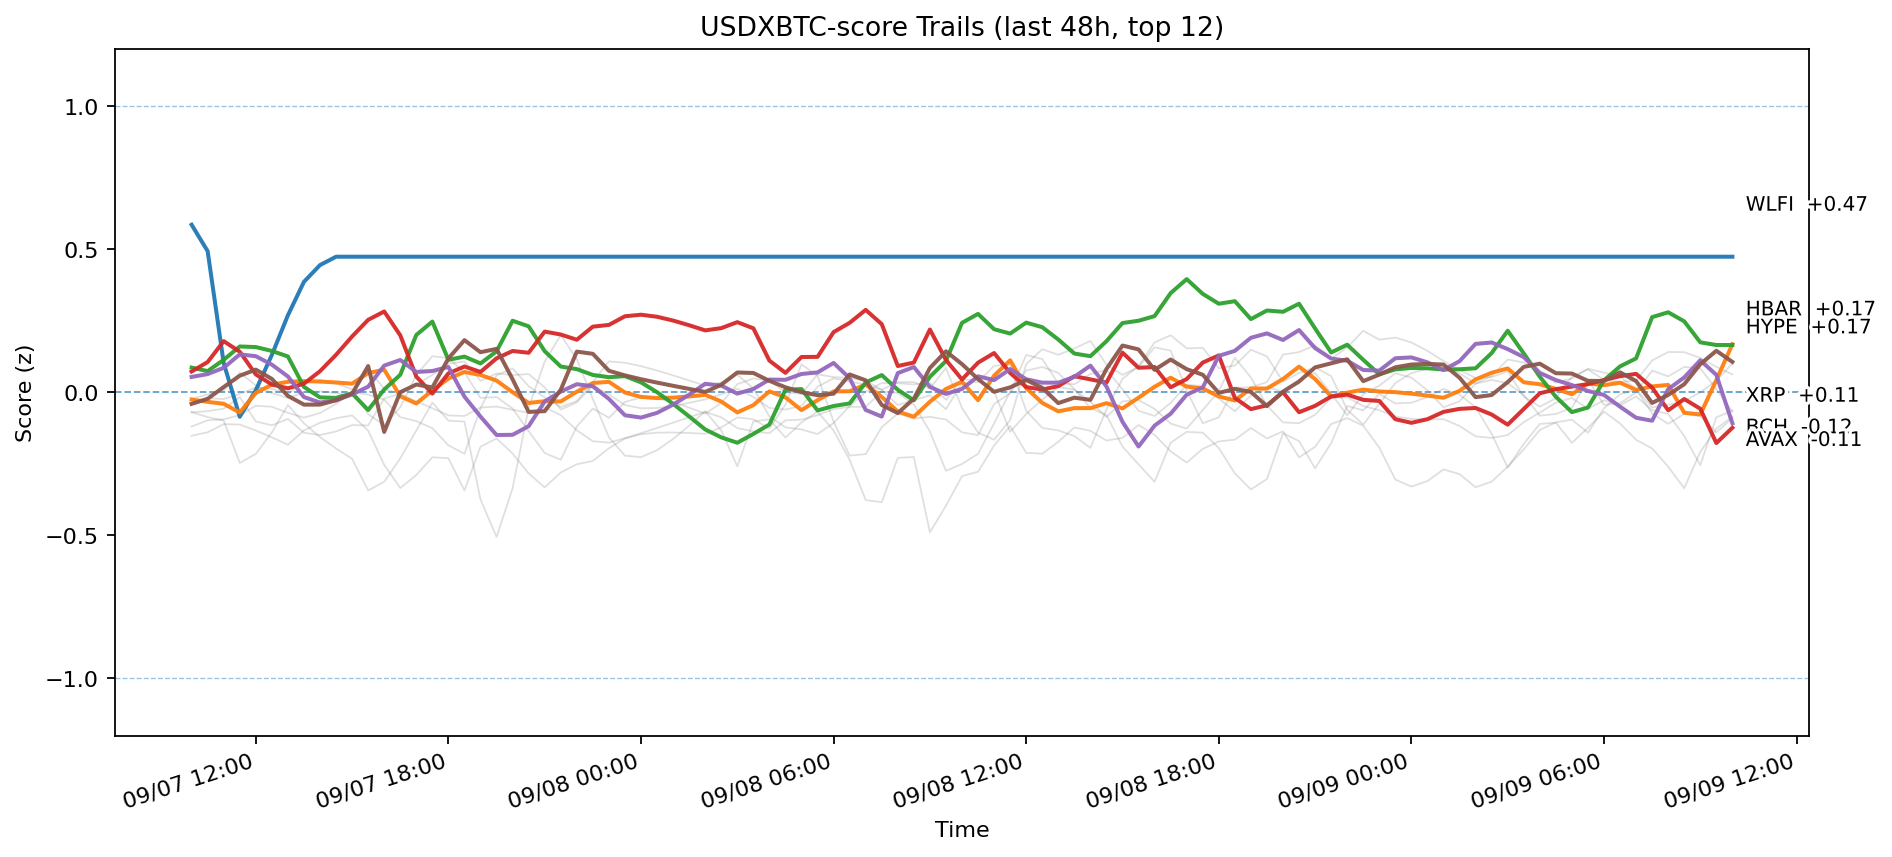 USDXBTC-score Trails (last 48h, top 12)
Score (z)
1.0
0.5
0.0
−0.5
−1.0
WLFI +0.47
HBAR +0.17
HYPE +0.17
XRP +0.11
BCH -0.12
AVAX -0.11
09/07 12:00
09/07 18:00
09/08 00:00
09/08 06:00
09/08 12:00
09/08 18:00
09/09 00:00
09/09 06:00
09/09 12:00
Time